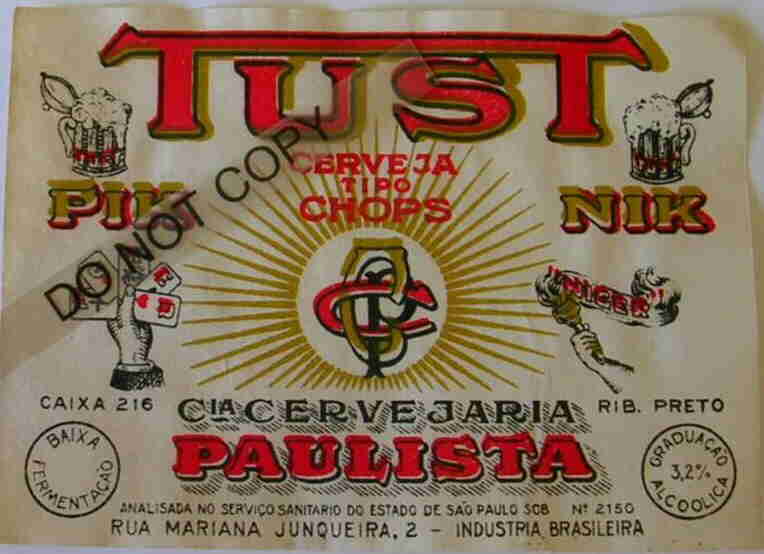 TUST
CERVEJA
TIPO
CHOPS
PIK NIK
DO NOT COPY
"NIGER"
CAIXA 216
CIA CERVEJARIA
RIB. PRETO
PAULISTA
BAIXA FERMENTAÇÃO
GRADUAÇÃO 3,2% ALCOOLICA
ANALISADA NO SERVIÇO SANITARIO DO ESTADO DE SÃO PAULO SOB Nº 2150
RUA MARIANA JUNQUEIRA, 2 - INDUSTRIA BRASILEIRA